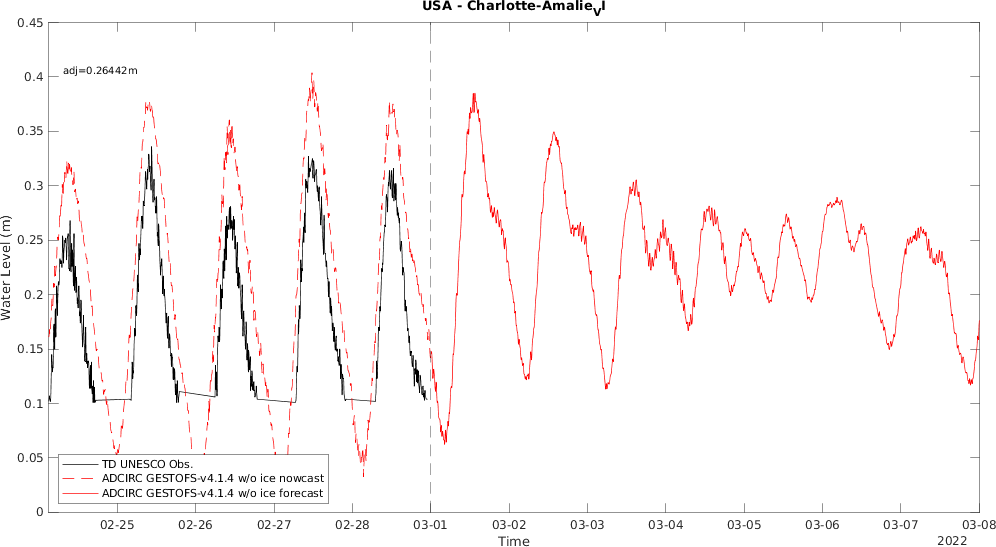 USA - Charlotte-Amalie_VI
0.45
0.4
0.35
0.3
0.25
0.2
0.15
0.1
0.05
0
Water Level (m)
adj=0.26442m
TD UNESCO Obs.
ADCIRC GESTOFS-v4.1.4 w/o ice nowcast
ADCIRC GESTOFS-v4.1.4 w/o ice forecast
02-25 02-26 02-27 02-28 03-01 03-02 03-03 03-04 03-05 03-06 03-07 03-08
Time
2022